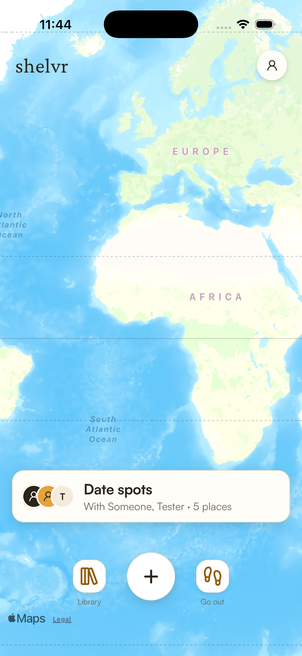 11:44
shelvr
EUROPE
North
Atlantic
Ocean
AFRICA
South
Atlantic
Ocean
T
Date spots
With Someone, Tester · 5 places
Library
Go out
Maps
Legal